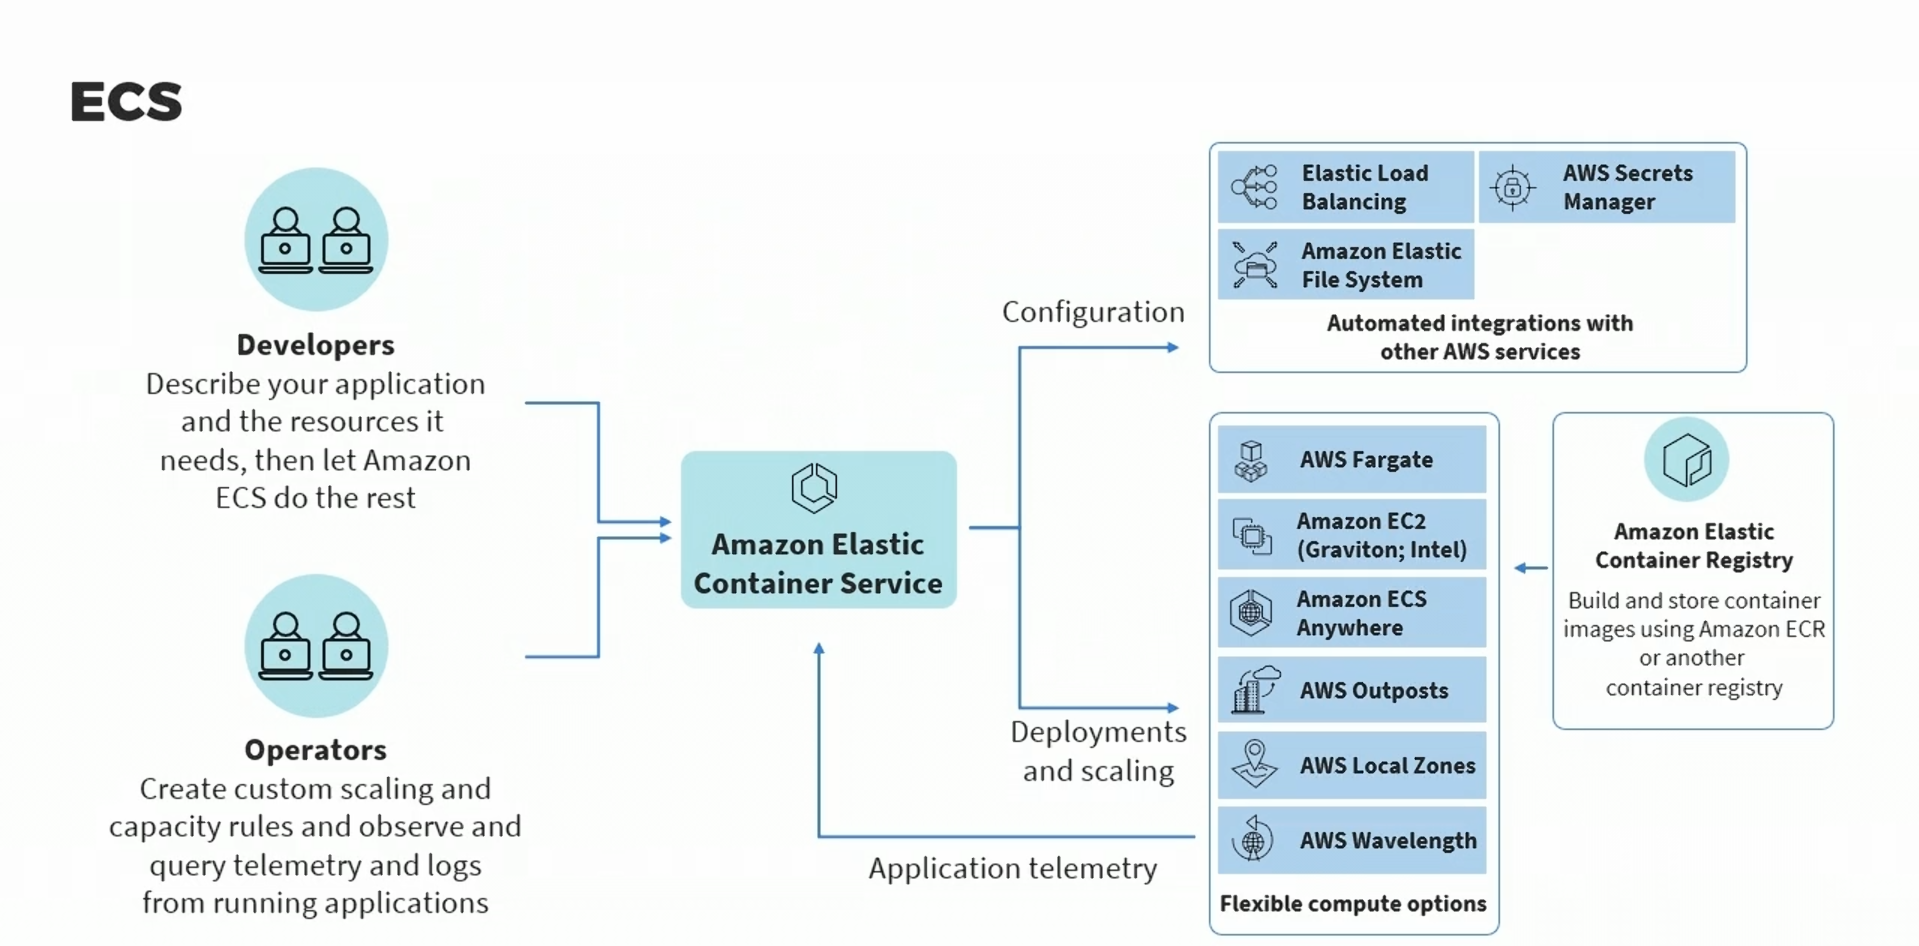 ECS
Developers
Describe your application
and the resources it
needs, then let Amazon
ECS do the rest
Operators
Create custom scaling and
capacity rules and observe and
query telemetry and logs
from running applications
Amazon Elastic
Container Service
Configuration
Deployments
and scaling
Application telemetry
Elastic Load
Balancing
AWS Secrets
Manager
Amazon Elastic
File System
Automated integrations with
other AWS services
AWS Fargate
Amazon EC2
(Graviton; Intel)
Amazon ECS
Anywhere
AWS Outposts
AWS Local Zones
AWS Wavelength
Flexible compute options
Amazon Elastic
Container Registry
Build and store container
images using Amazon ECR
or another
container registry